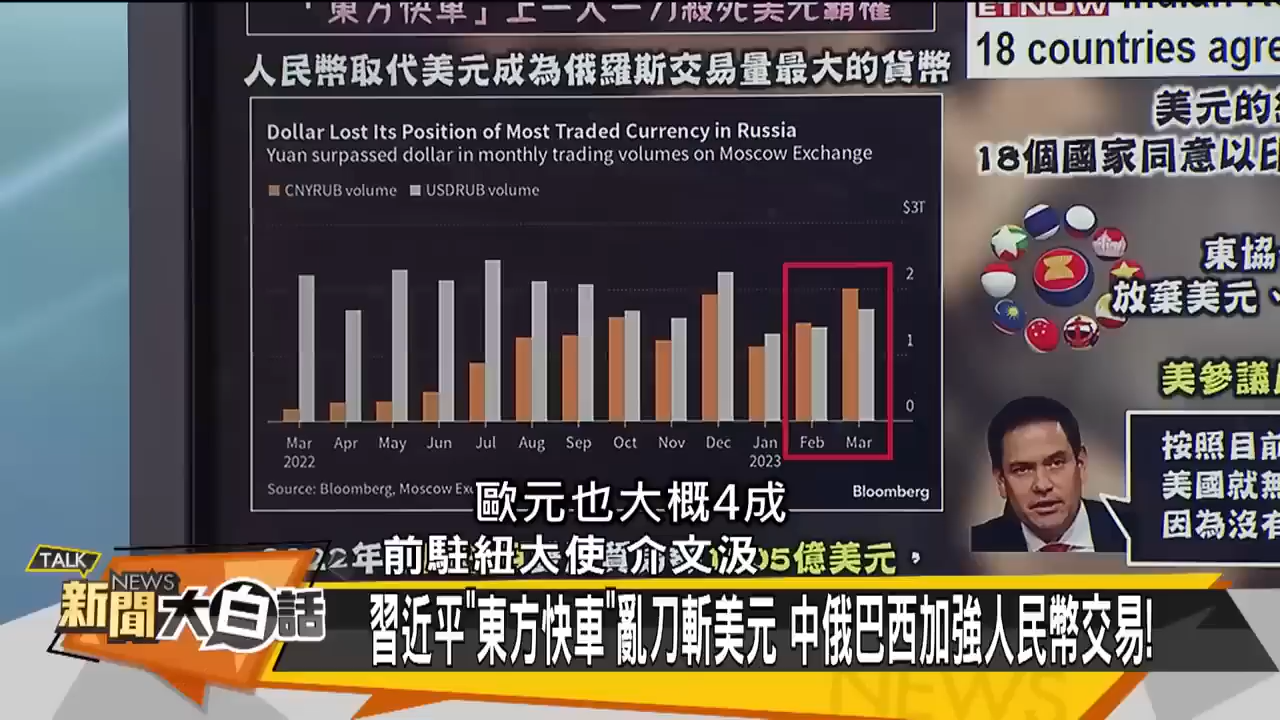 「東方快車」上一人一刀殺死美元霸權
人民幣取代美元成為俄羅斯交易量最大的貨幣
Dollar Lost Its Position of Most Traded Currency in Russia
Yuan surpassed dollar in monthly trading volumes on Moscow Exchange
CNYRUB volume USDRUB volume
$3T
2
1
0
Mar Apr May Jun Jul Aug Sep Oct Nov Dec Jan Feb Mar
2022 2023
Source: Bloomberg, Moscow
Bloomberg
ETNOW
18 countries agre
美元的
18個國家同意以印
東協
放棄美元、
美參議
按照目前
美國就無
因為沒有
歐元也大概4成
前駐紐大使 介文汲
05億美元，
TALK
NEWS
新聞大白話
習近平"東方快車"亂刀斬美元 中俄巴西加強人民幣交易!
NEWS